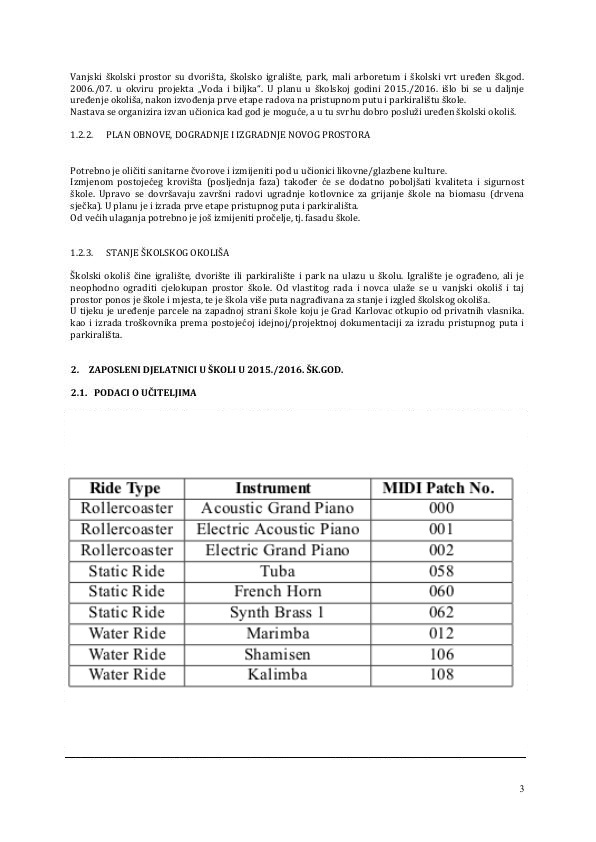 Vanjski školski prostor su dvorišta, školsko igralište, park, mali arboretum i školski vrt uređen šk.god.
2006./07. u okviru projekta „Voda i biljka“. U planu u školskoj godini 2015./2016. išlo bi se u daljnje
uređenje okoliša, nakon izvođenja prve etape radova na pristupnom putu i parkiralištu škole.
Nastava se organizira izvan učionica kad god je moguće, a u tu svrhu dobro posluži uređen školski okoliš.
1.2.2. PLAN OBNOVE, DOGRADNJE I IZGRADNJE NOVOG PROSTORA
Potrebno je oličiti sanitarne čvorove i izmijeniti pod u učionici likovne/glazbene kulture.
Izmjenom postojećeg krovišta (posljednja faza) također će se dodatno poboljšati kvaliteta i sigurnost
škole. Upravo se dovršavaju završni radovi ugradnje kotlovnice za grijanje škole na biomasu (drvena
sječka). U planu je i izrada prve etape pristupnog puta i parkirališta.
Od većih ulaganja potrebno je još izmijeniti pročelje, tj. fasadu škole.
1.2.3. STANJE ŠKOLSKOG OKOLIŠA
Školski okoliš čine igralište, dvorište ili parkiralište i park na ulazu u školu. Igralište je ograđeno, ali je
neophodno ograditi cjelokupan prostor škole. Od vlastitog rada i novca ulaže se u vanjski okoliš i taj
prostor ponos je škole i mjesta, te je škola više puta nagrađivana za stanje i izgled školskog okoliša.
U tijeku je uređenje parcele na zapadnoj strani škole koju je Grad Karlovac otkupio od privatnih vlasnika.
kao i izrada troškovnika prema postojećoj idejnoj/projektnoj dokumentaciji za izradu pristupnog puta i
parkirališta.
2. ZAPOSLENI DJELATNICI U ŠKOLI U 2015./2016. ŠK.GOD.
2.1. PODACI O UČITELJIMA
Ride Type Instrument MIDI Patch No.
Rollercoaster Acoustic Grand Piano 000
Rollercoaster Electric Acoustic Piano 001
Rollercoaster Electric Grand Piano 002
Static Ride Tuba 058
Static Ride French Horn 060
Static Ride Synth Brass 1 062
Water Ride Marimba 012
Water Ride Shamisen 106
Water Ride Kalimba 108
3